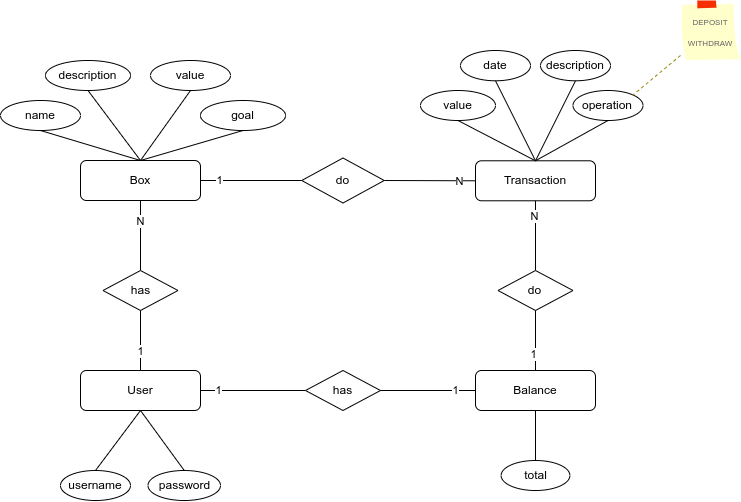 DEPOSIT
WITHDRAW
date
description
description
value
value
operation
name
goal
Box
1
do
N
Transaction
N
N
has
do
1
1
User
1
has
1
Balance
username
password
total